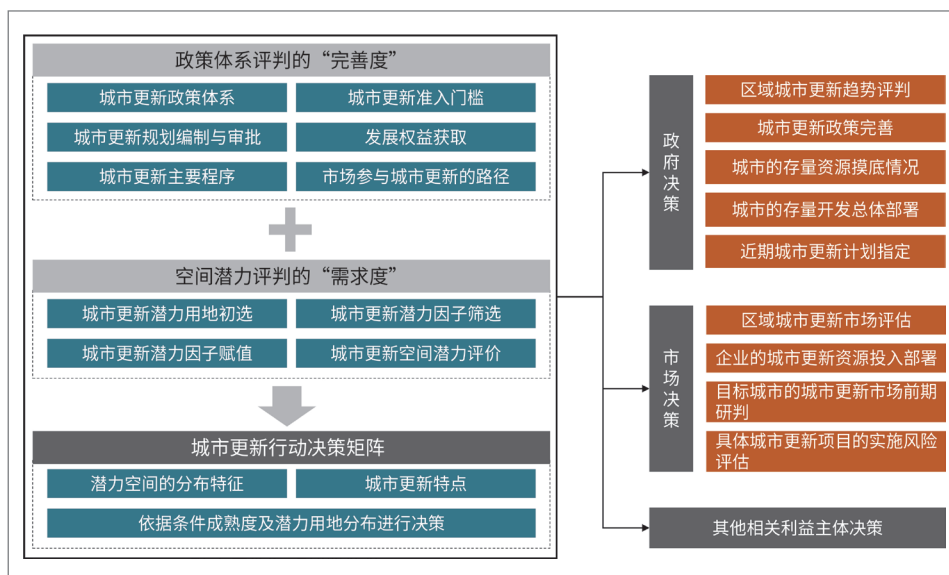 政策体系评判的“完善度”
城市更新政策体系
城市更新准入门槛
城市更新规划编制与审批
发展权益获取
城市更新主要程序
市场参与城市更新的路径
空间潜力评判的“需求度”
城市更新潜力用地初选
城市更新潜力因子筛选
城市更新潜力因子赋值
城市更新空间潜力评价
城市更新行动决策矩阵
潜力空间的分布特征
城市更新特点
依据条件成熟度及潜力用地分布进行决策
政府决策
区域城市更新趋势评判
城市更新政策完善
城市的存量资源摸底情况
城市的存量开发总体部署
近期城市更新计划指定
市场决策
区域城市更新市场评估
企业的城市更新资源投入部署
目标城市的城市更新市场前期
研判
具体城市更新项目的实施风险
评估
其他相关利益主体决策